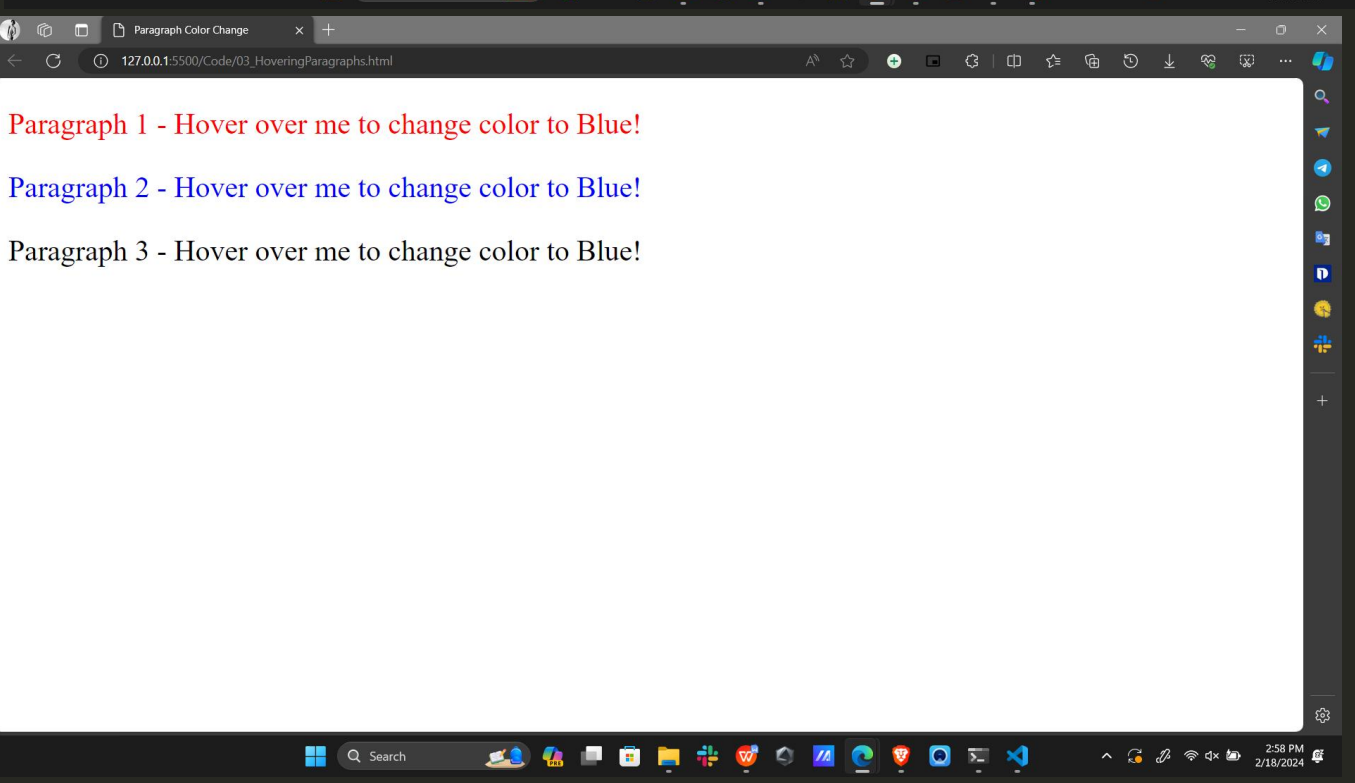 Paragraph Color Change
127.0.0.1:5500/Code/03_HoveringParagraphs.html
Paragraph 1 - Hover over me to change color to Blue!
Paragraph 2 - Hover over me to change color to Blue!
Paragraph 3 - Hover over me to change color to Blue!
Search
PRE
2:58 PM
2/18/2024